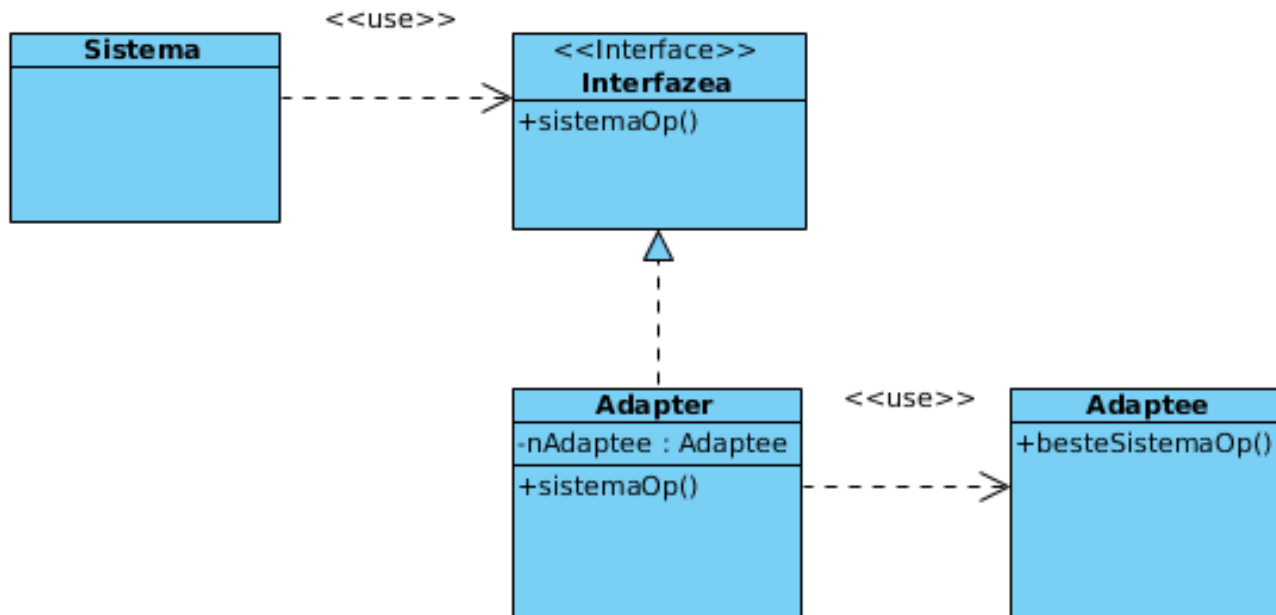 <<use>>
Sistema
<<Interface>>
Interfazea
+sistemaOp()
Adapter
-nAdaptee : Adaptee
+sistemaOp()
<<use>>
Adaptee
+besteSistemaOp()